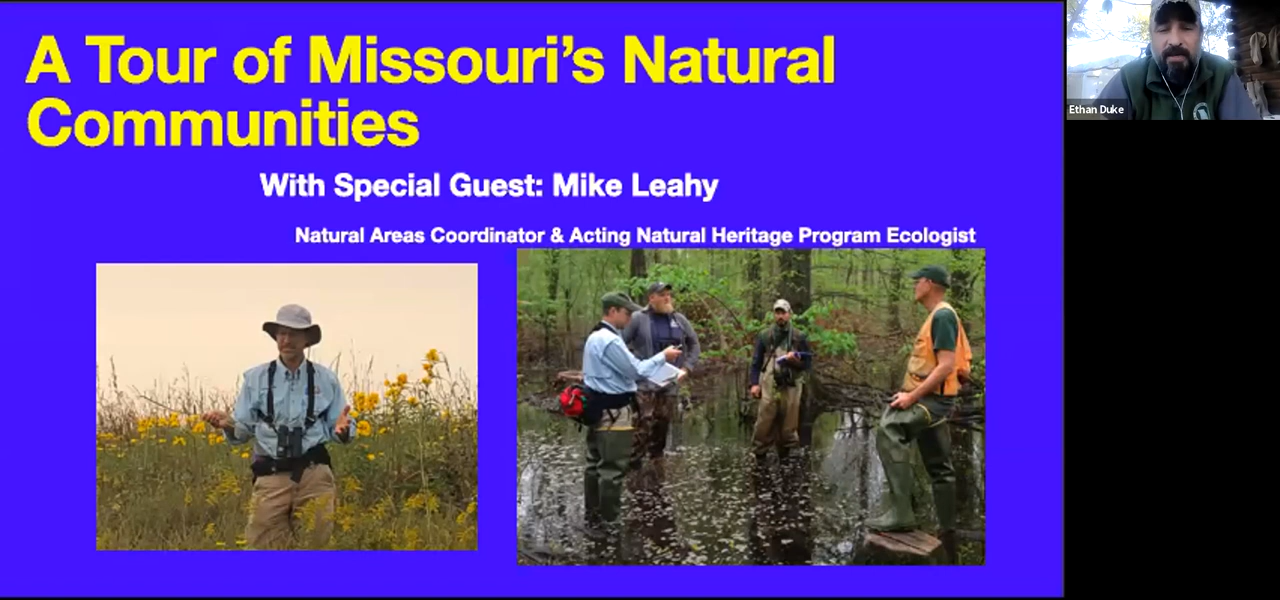 A Tour of Missouri’s Natural
Communities
With Special Guest: Mike Leahy
Natural Areas Coordinator & Acting Natural Heritage Program Ecologist
Ethan Duke